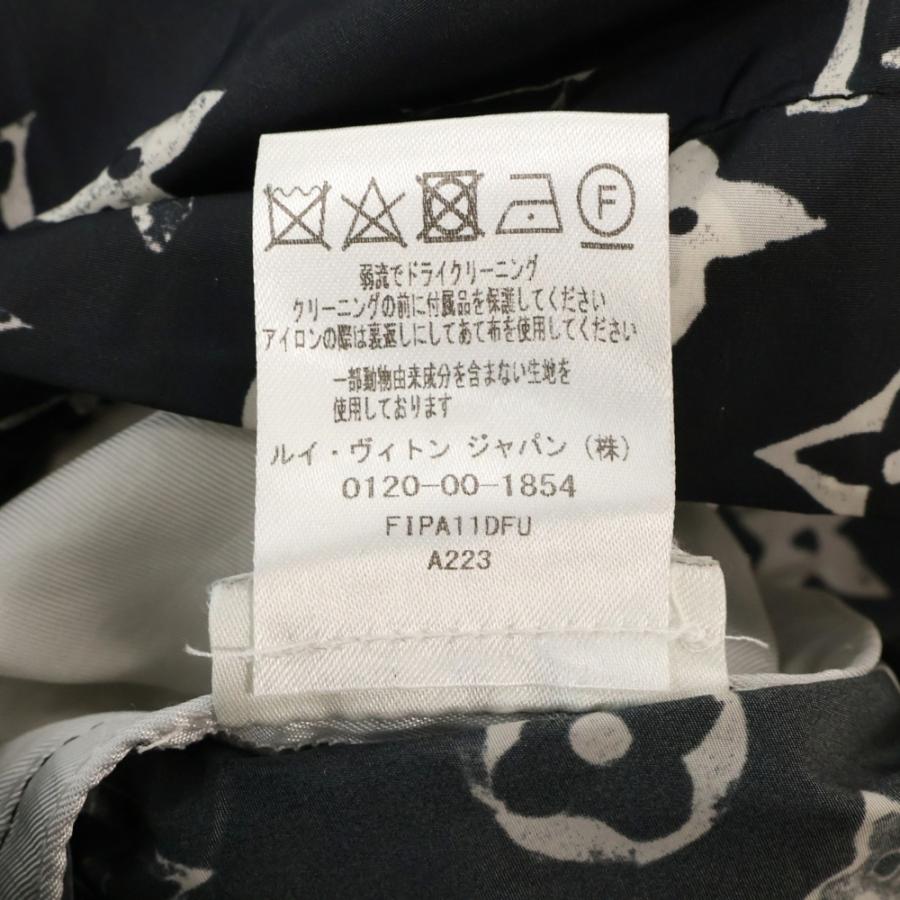 F
弱流でドライクリーニング
クリーニングの前に付属品を保護してください
アイロンの際は裏返しにしてあて布を使用してください
一部動物由来成分を含まない生地を
使用しております
ルイ・ヴィトン ジャパン（株）
0120-00-1854
FIPA11DFU
A223